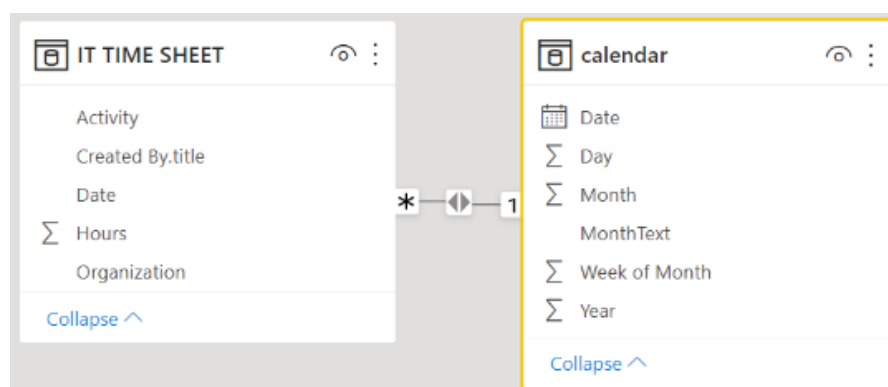 IT TIME SHEET
Activity
Created By.title
Date
Hours
Organization
Collapse
* 1
calendar
Date
Day
Month
MonthText
Week of Month
Year
Collapse